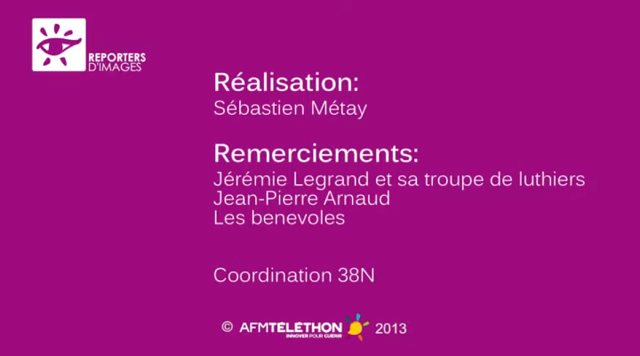 REPORTERS
D'IMAGES
Réalisation:
Sébastien Métay
Remerciements:
Jérémie Legrand et sa troupe de luthiers
Jean-Pierre Arnaud
Les benevoles
Coordination 38N
© AFMTÉLÉTHON 2013
INNOVER POUR GUÉRIR